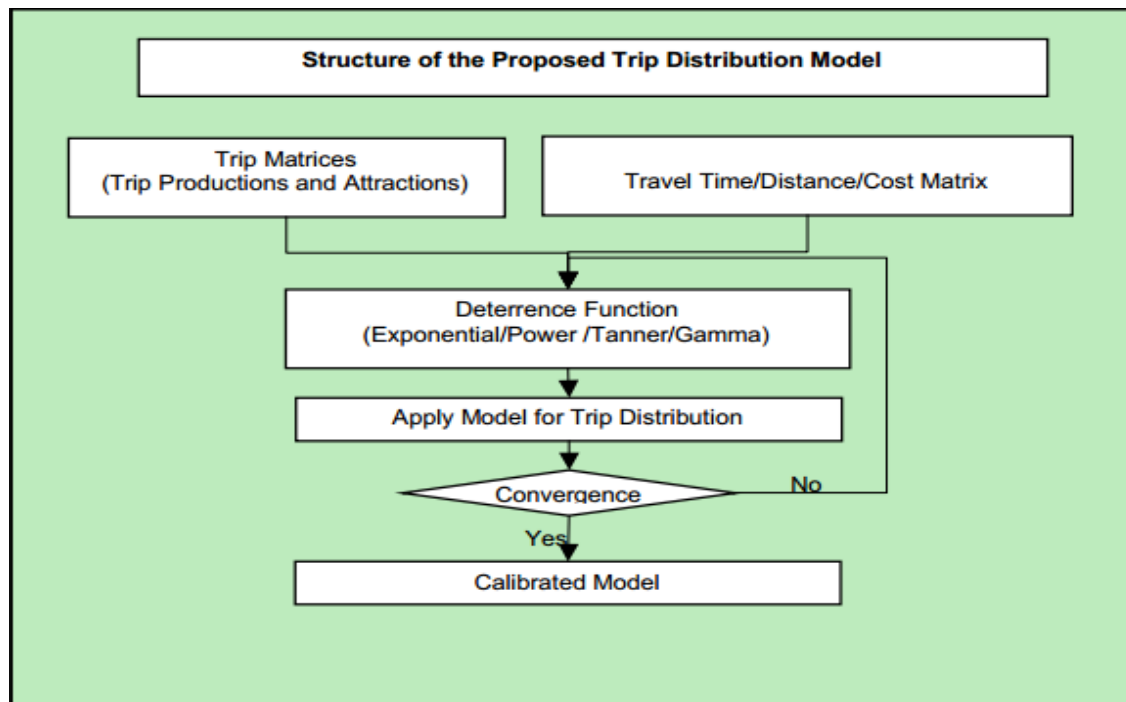 Structure of the Proposed Trip Distribution Model
Trip Matrices
(Trip Productions and Attractions)
Travel Time/Distance/Cost Matrix
Deterrence Function
(Exponential/Power /Tanner/Gamma)
Apply Model for Trip Distribution
Convergence
No
Yes
Calibrated Model